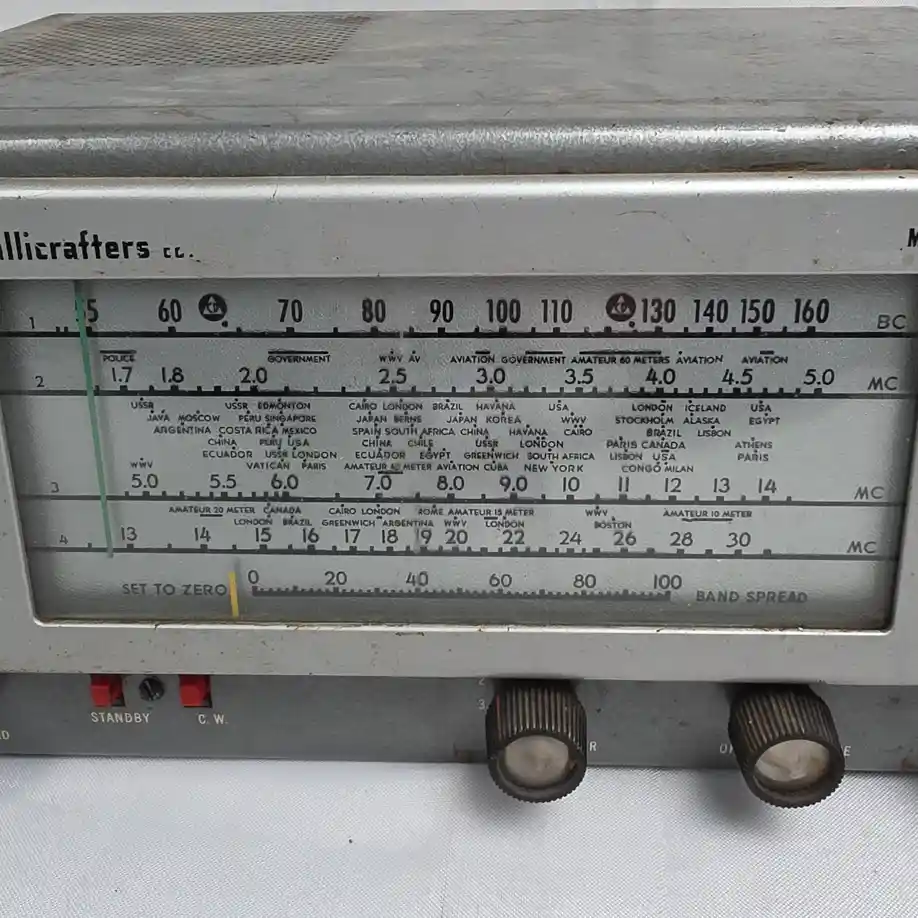 llicrafters co. M
1 55 60 70 80 90 100 110 130 140 150 160 BC
POLICE GOVERNMENT WWV AV AVIATION GOVERNMENT AMATEUR 80 METERS AVIATION AVIATION
2 1.7 1.8 2.0 2.5 3.0 3.5 4.0 4.5 5.0 MC
USSR USSR EDMONTON CAIRO LONDON BRAZIL HAVANA USA LONDON ICELAND USA
JAVA MOSCOW PERU SINGAPORE JAPAN BERNE JAPAN KOREA WWV STOCKHOLM ALASKA EGYPT
ARGENTINA COSTA RICA MEXICO SPAIN SOUTH AFRICA CHINA HAVANA CAIRO BRAZIL LISBON
CHINA PERU USA CHINA CHILE USSR LONDON PARIS CANADA ATHENS
ECUADOR USSR LONDON ECUADOR EGYPT GREENWICH SOUTH AFRICA LISBON USA PARIS
WWV VATICAN PARIS AMATEUR 40 METER AVIATION CUBA NEW YORK CONGO MILAN
3 5.0 5.5 6.0 7.0 8.0 9.0 10 11 12 13 14 MC
AMATEUR 20 METER CANADA CAIRO LONDON ROME AMATEUR 15 METER WWV AMATEUR 10 METER
LONDON BRAZIL GREENWICH ARGENTINA WWV LONDON BOSTON
4 13 14 15 16 17 18 19 20 22 24 26 28 30 MC
SET TO ZERO 0 20 40 60 80 100 BAND SPREAD
STANDBY C.W.
3
D R O E